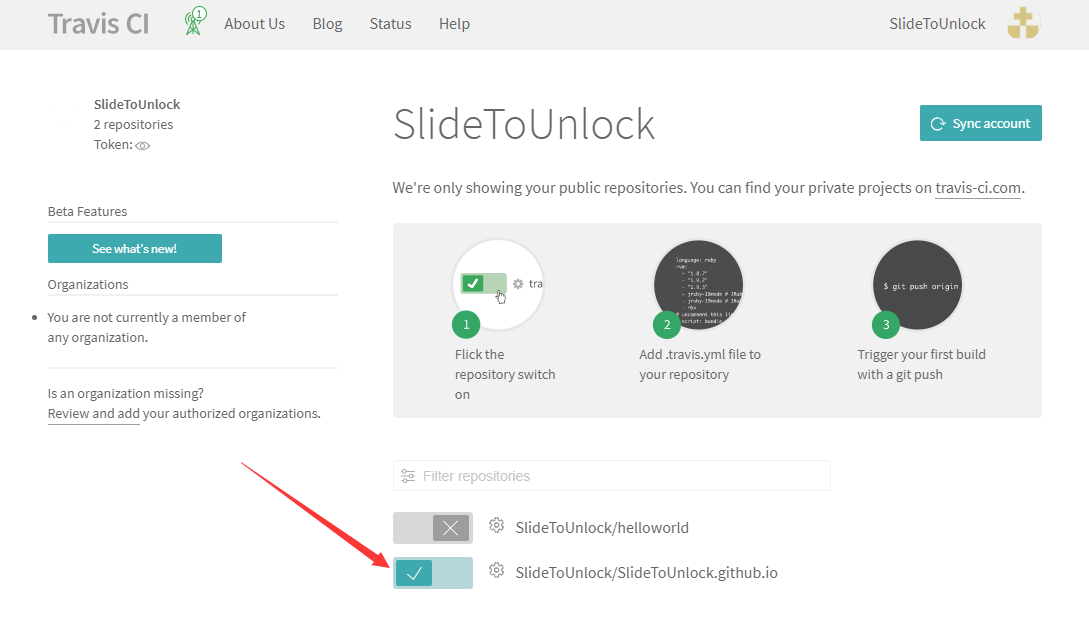 Travis CI
1
About Us
Blog
Status
Help
SlideToUnlock
SlideToUnlock
2 repositories
Token:
Beta Features
See what's new!
Organizations
You are not currently a member of
any organization.
Is an organization missing?
Review and add your authorized organizations.
SlideToUnlock
Sync account
We're only showing your public repositories. You can find your private projects on travis-ci.com.
tra
1
Flick the
repository switch
on
language: ruby
rvm:
- "1.8.7"
- "1.9.2"
- "1.9.3"
- jruby-18mode # JRub
- jruby-19mode # JRub
- rbx
# uncomment this li
script: bundle
2
Add .travis.yml file to
your repository
$ git push origin
3
Trigger your first build
with a git push
Filter repositories
SlideToUnlock/helloworld
SlideToUnlock/SlideToUnlock.github.io